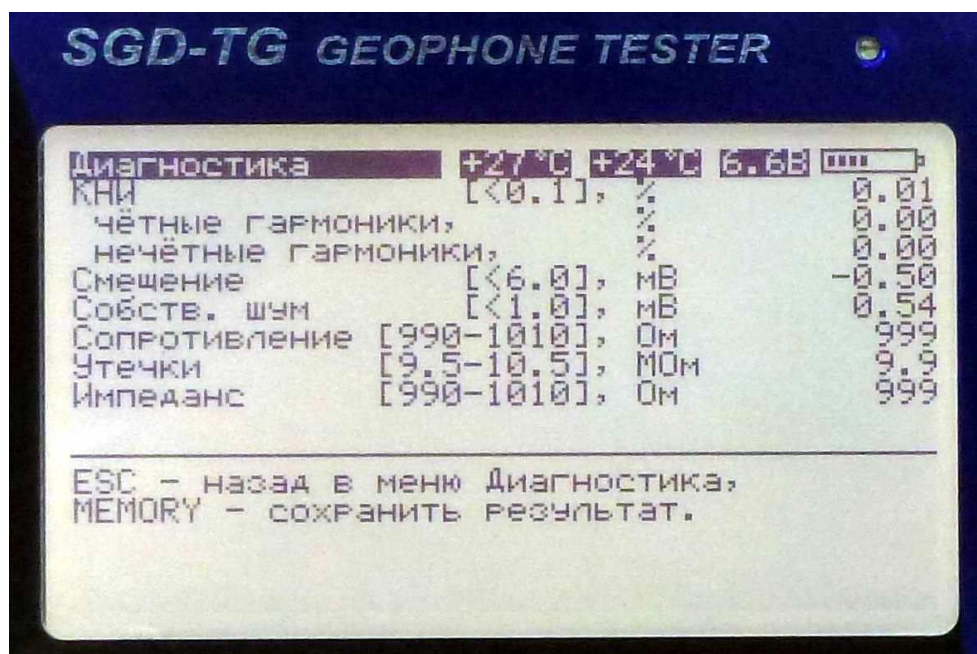 SGD-TG GEOPHONE TESTER
Диагностика +27°C +24°C 6.6В
КНИ [<0.1], % 0.01
чётные гармоники, % 0.00
нечётные гармоники, % 0.00
Смещение [<6.0], мВ -0.50
Собств. шум [<1.0], мВ 0.54
Сопротивление [990-1010], Ом 999
Утечки [9.5-10.5], МОм 9.9
Импеданс [990-1010], Ом 999
ESC - назад в меню Диагностика,
MEMORY - сохранить результат.